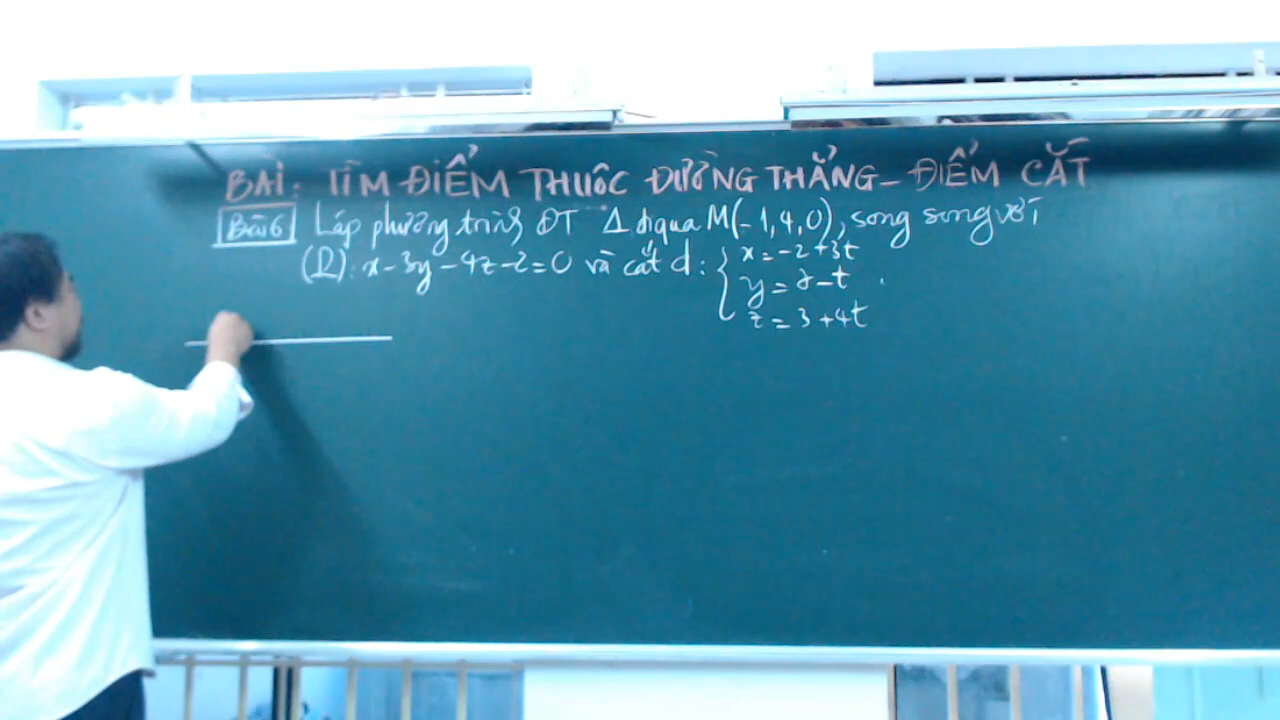 BÀI: TÌM ĐIỂM THUỘC ĐƯỜNG THẲNG - ĐIỂM CẮT
Bài 6 Lập phương trình ĐT Δ đi qua M(-1,4,0), song song với
(P): x-3y-4z-2=0 và cắt d: { x=-2+3t
y=2-t
z=3+4t